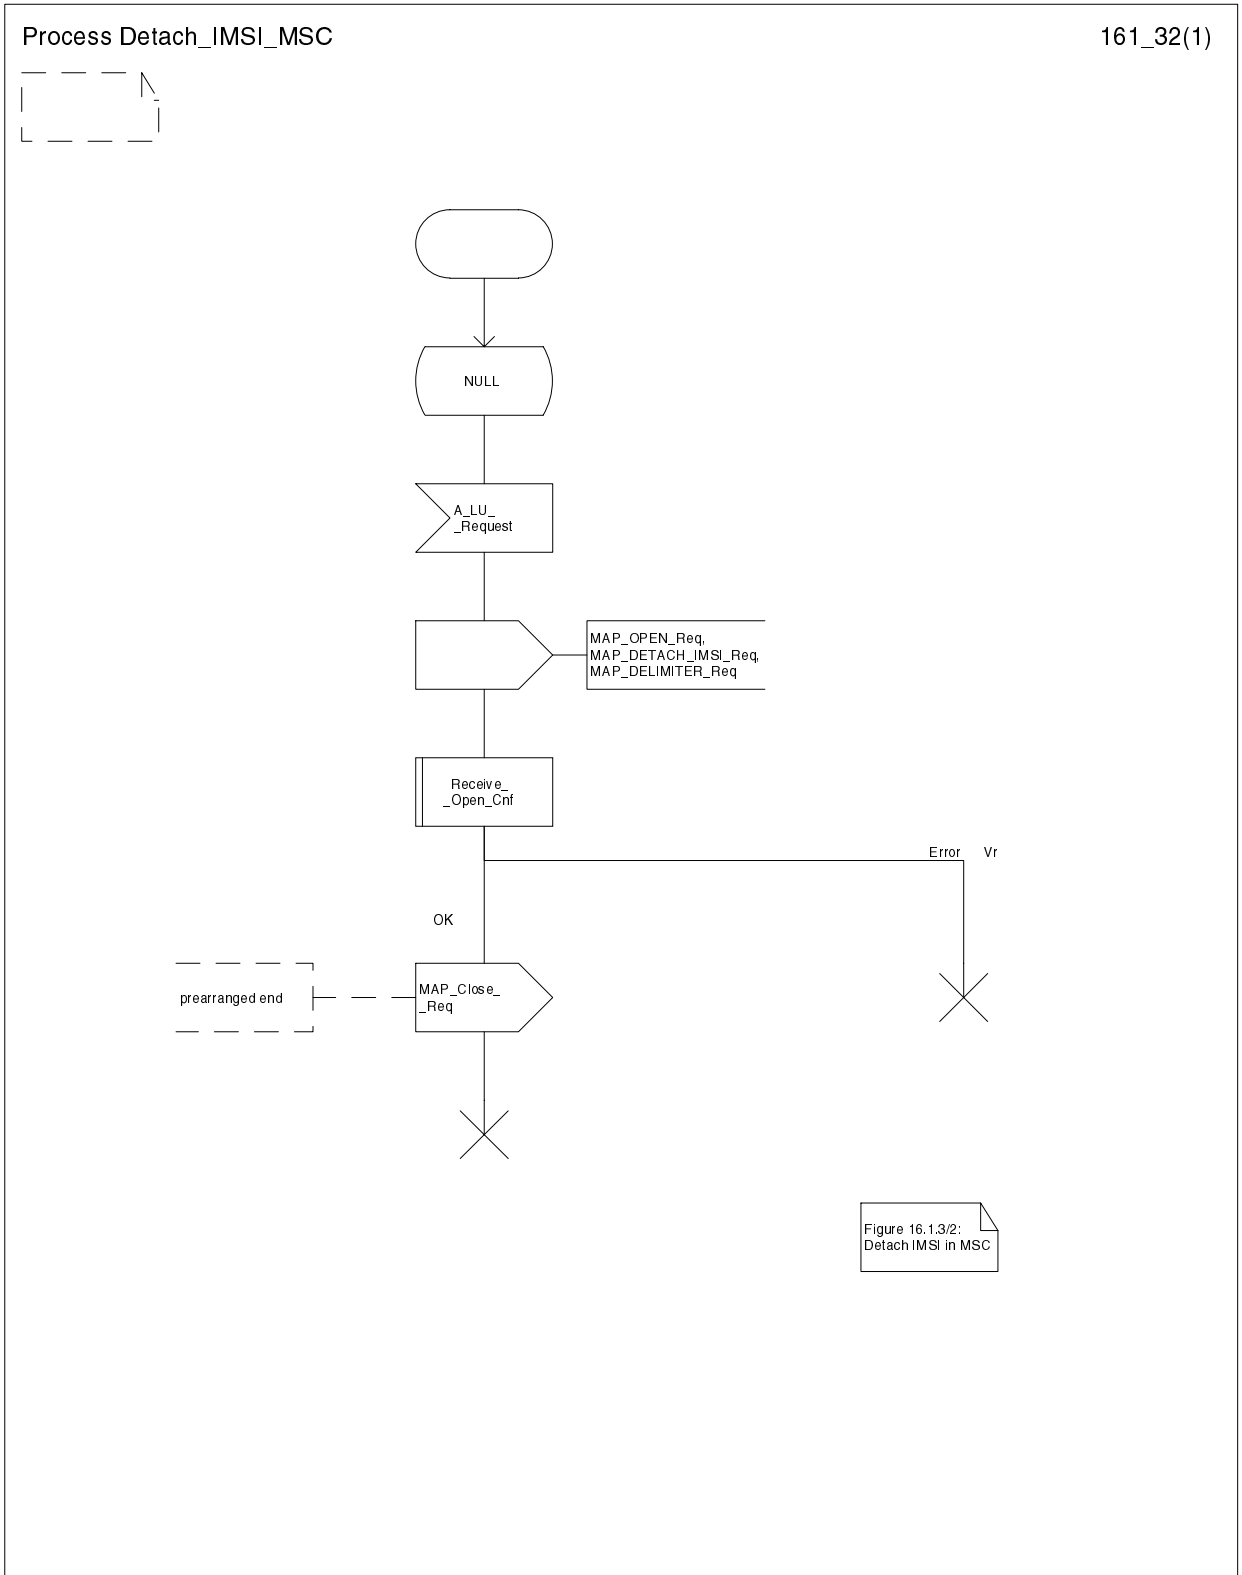 Process Detach_IMSI_MSC
161_32(1)
NULL
A_LU_
_Request
MAP_OPEN_Req,
MAP_DETACH_IMSI_Req,
MAP_DELIMITER_Req
Receive_
_Open_Cnf
Error Vr
OK
prearranged end
MAP_Close_
_Req
Figure 16.1.3/2:
Detach IMSI in MSC